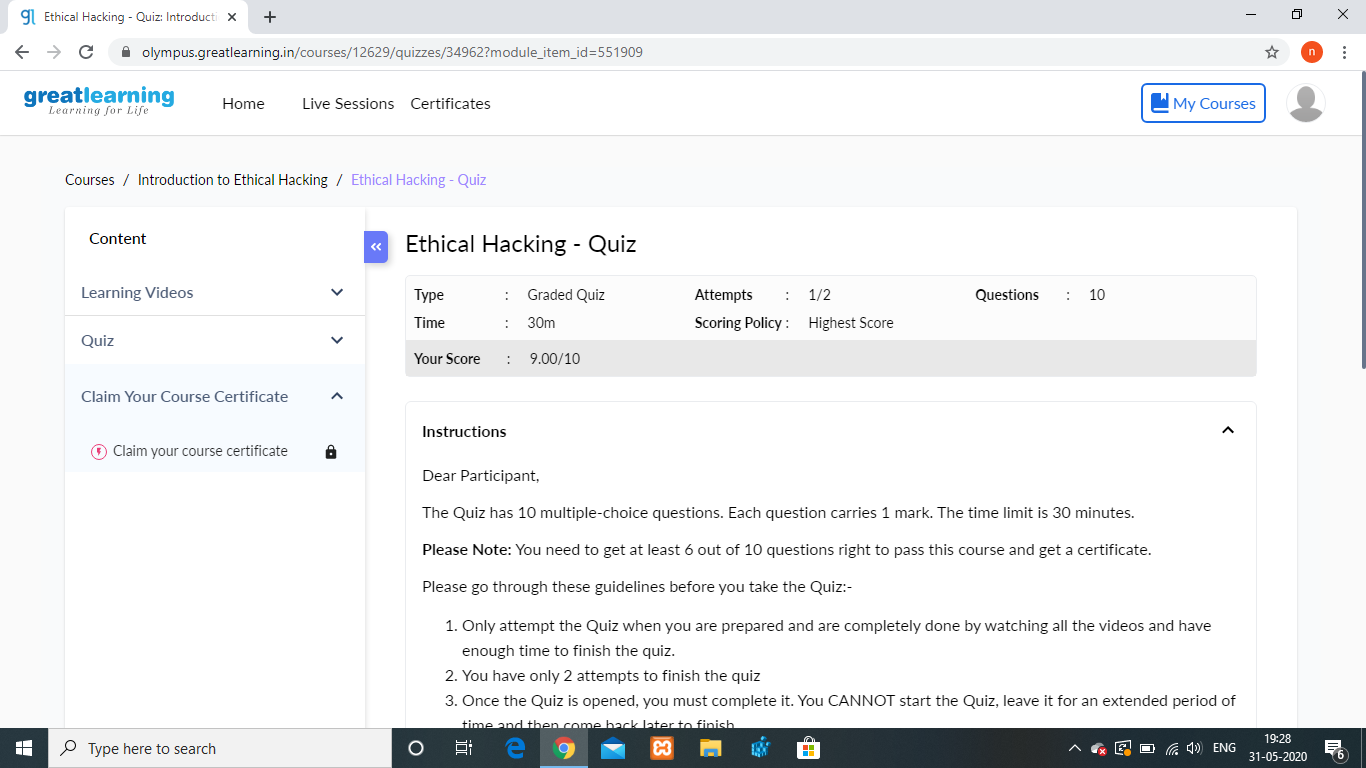 Ethical Hacking - Quiz: Introducti
olympus.greatlearning.in/courses/12629/quizzes/34962?module_item_id=551909
n
greatlearning
Learning for Life
Home Live Sessions Certificates
My Courses
Courses / Introduction to Ethical Hacking / Ethical Hacking - Quiz
Content
Learning Videos
Quiz
Claim Your Course Certificate
Claim your course certificate
Ethical Hacking - Quiz
Type : Graded Quiz Attempts : 1/2 Questions : 10
Time : 30m Scoring Policy : Highest Score
Your Score : 9.00/10
Instructions
Dear Participant,
The Quiz has 10 multiple-choice questions. Each question carries 1 mark. The time limit is 30 minutes.
Please Note: You need to get at least 6 out of 10 questions right to pass this course and get a certificate.
Please go through these guidelines before you take the Quiz:-
1. Only attempt the Quiz when you are prepared and are completely done by watching all the videos and have
enough time to finish the quiz.
2. You have only 2 attempts to finish the quiz
3. Once the Quiz is opened, you must complete it. You CANNOT start the Quiz, leave it for an extended period of
time and then come back later to finish
Type here to search
ENG
19:28
31-05-2020
6